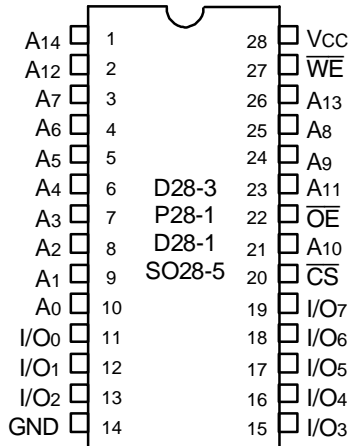 A14 1 28 VCC
A12 2 27 W̅E̅
A7 3 26 A13
A6 4 25 A8
A5 5 24 A9
A4 6 D28-3 23 A11
A3 7 P28-1 22 O̅E̅
A2 8 D28-1 21 A10
A1 9 SO28-5 20 C̅S̅
A0 10 19 I/O7
I/O0 11 18 I/O6
I/O1 12 17 I/O5
I/O2 13 16 I/O4
GND 14 15 I/O3